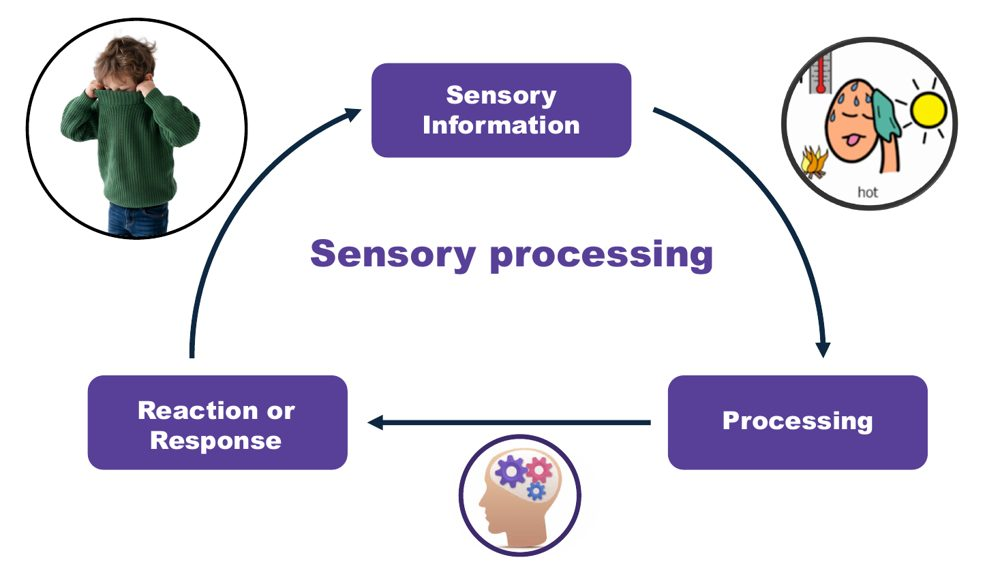 Sensory
Information
hot
Sensory processing
Reaction or
Response
Processing